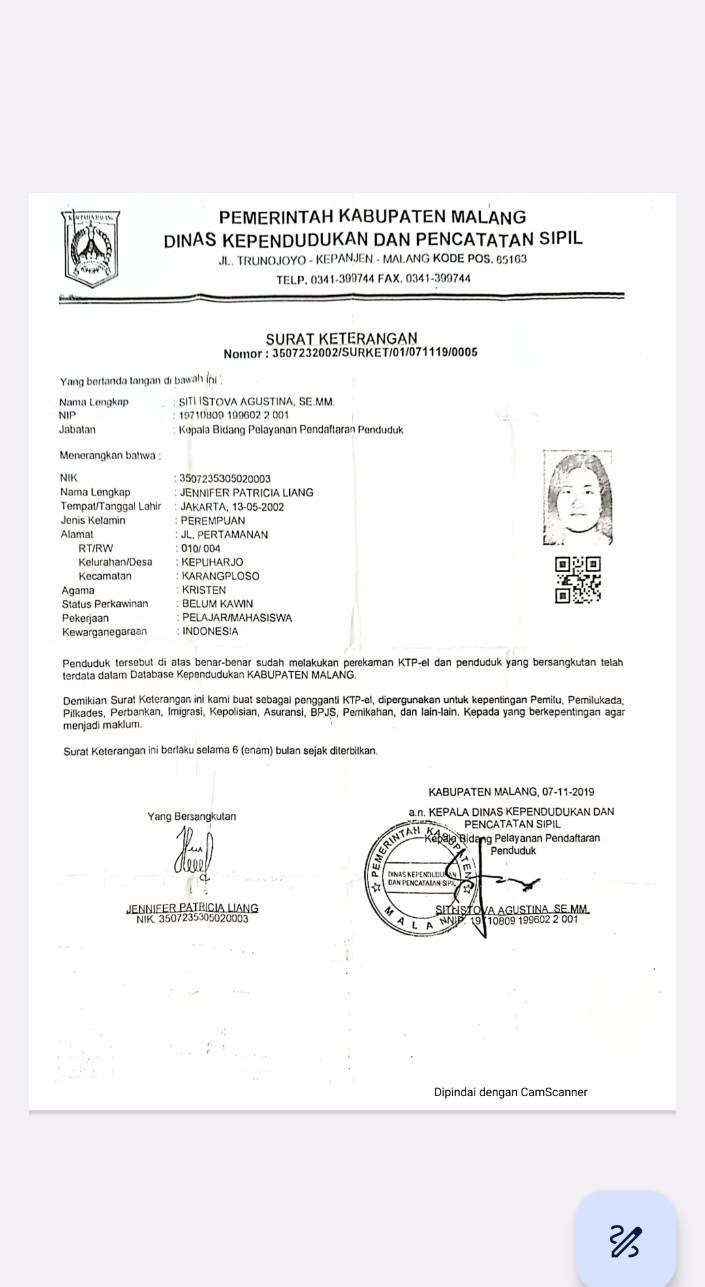 PEMERINTAH KABUPATEN MALANG
DINAS KEPENDUDUKAN DAN PENCATATAN SIPIL
JL. TRUNOJOYO - KEPANJEN - MALANG KODE POS. 65163
TELP. 0341-399744 FAX. 0341-399744
SURAT KETERANGAN
Nomor : 3507232002/SURKET/01/071119/0005
Yang bertanda tangan di bawah ini :
Nama Lengkap : SITI ISTOVA AGUSTINA, SE.MM.
NIP : 19710809 199602 2 001
Jabatan : Kepala Bidang Pelayanan Pendaftaran Penduduk
Menerangkan bahwa :
NIK : 3507235305020003
Nama Lengkap : JENNIFER PATRICIA LIANG
Tempat/Tanggal Lahir : JAKARTA, 13-05-2002
Jenis Kelamin : PEREMPUAN
Alamat : JL. PERTAMANAN
RT/RW : 010/ 004
Kelurahan/Desa : KEPUHARJO
Kecamatan : KARANGPLOSO
Agama : KRISTEN
Status Perkawinan : BELUM KAWIN
Pekerjaan : PELAJAR/MAHASISWA
Kewarganegaraan : INDONESIA
Penduduk tersebut di atas benar-benar sudah melakukan perekaman KTP-el dan penduduk yang bersangkutan telah
terdata dalam Database Kependudukan KABUPATEN MALANG.
Demikian Surat Keterangan ini kami buat sebagai pengganti KTP-el, dipergunakan untuk kepentingan Pemilu, Pemilukada,
Pilkades, Perbankan, Imigrasi, Kepolisian, Asuransi, BPJS, Pernikahan, dan lain-lain. Kepada yang berkepentingan agar
menjadi maklum.
Surat Keterangan ini berlaku selama 6 (enam) bulan sejak diterbitkan.
KABUPATEN MALANG, 07-11-2019
a.n. KEPALA DINAS KEPENDUDUKAN DAN
PENCATATAN SIPIL
Kepala Bidang Pelayanan Pendaftaran
Penduduk
Yang Bersangkutan
PEMERINTAH KABUPATEN
DINAS KEPENDUDUKAN
DAN PENCATATAN SIPIL
MALANG
JENNIFER PATRICIA LIANG
NIK. 3507235305020003
SITI ISTOVA AGUSTINA, SE.MM.
NIP. 19710809 199602 2 001
Dipindai dengan CamScanner